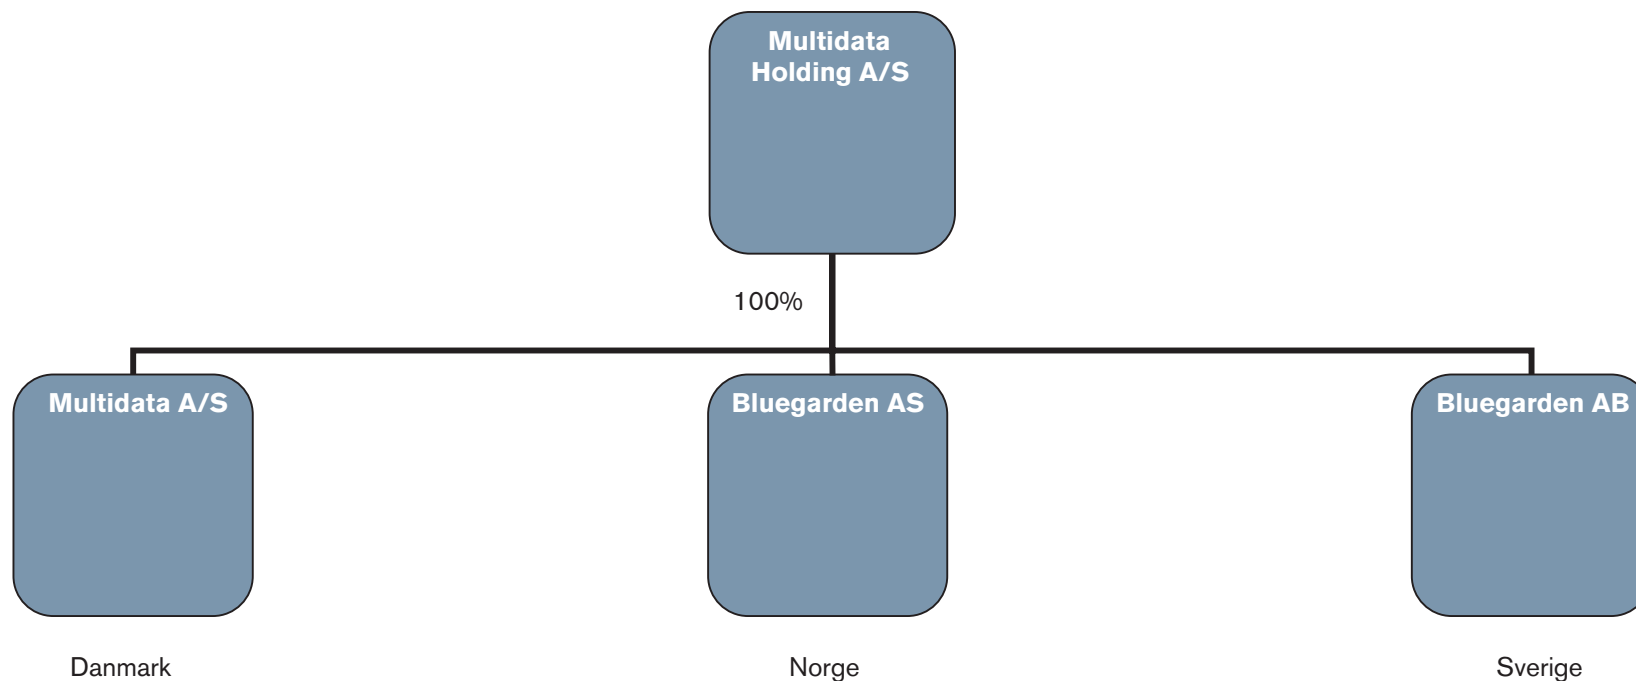 Multidata
Holding A/S
100%
Multidata A/S
Bluegarden AS
Bluegarden AB
Danmark
Norge
Sverige